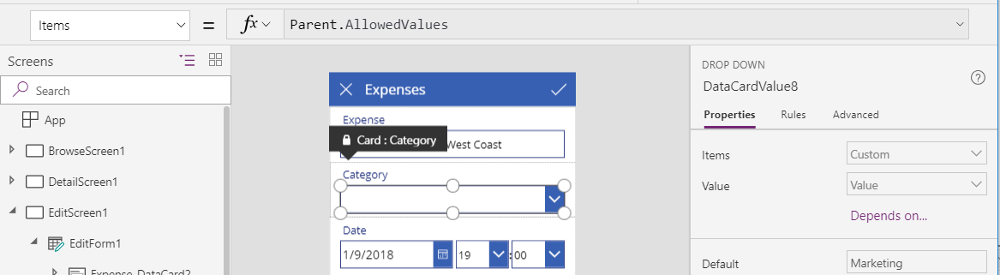 Items = fx Parent.AllowedValues
Screens
Search
App
BrowseScreen1
DetailScreen1
EditScreen1
EditForm1
Expense_DataCard2
Expenses
Expense
Card : Category
West Coast
Category
Date
1/9/2018 19 : 00
DROP DOWN
DataCardValue8
Properties Rules Advanced
Items Custom
Value Value
Depends on...
Default Marketing